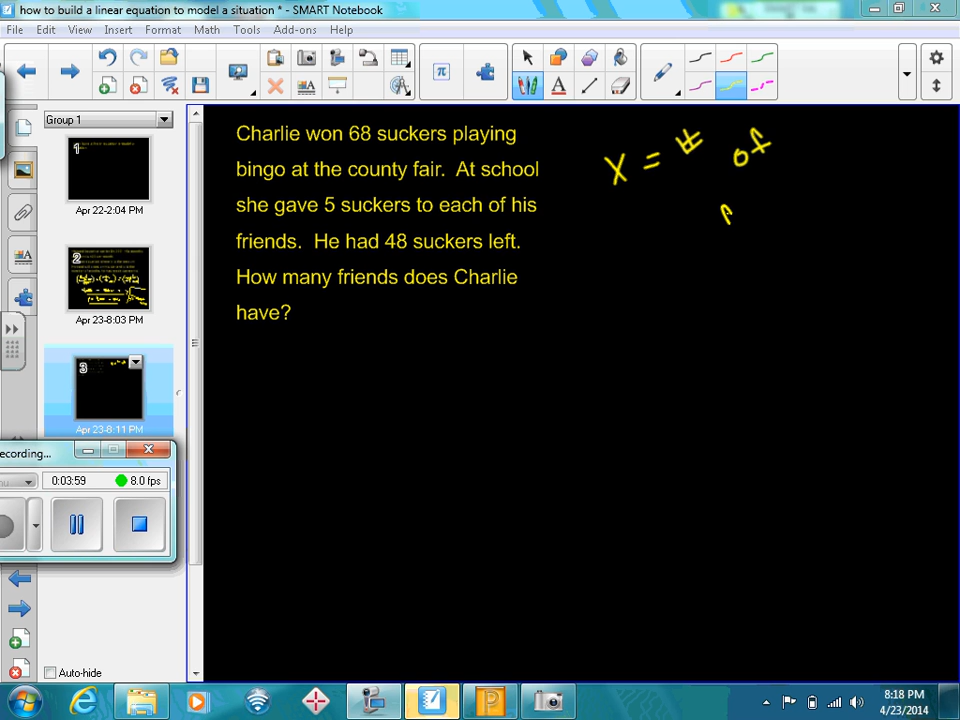 how to build a linear equation to model a situation * - SMART Notebook
File Edit View Insert Format Math Tools Add-ons Help
Group 1
1
Apr 22-2:04 PM
2
Apr 23-8:03 PM
3
Apr 23-8:11 PM
Charlie won 68 suckers playing
bingo at the county fair. At school
she gave 5 suckers to each of his
friends. He had 48 suckers left.
How many friends does Charlie
have?
x = # of
ecording...
0:03:59
8.0 fps
Auto-hide
8:18 PM
4/23/2014